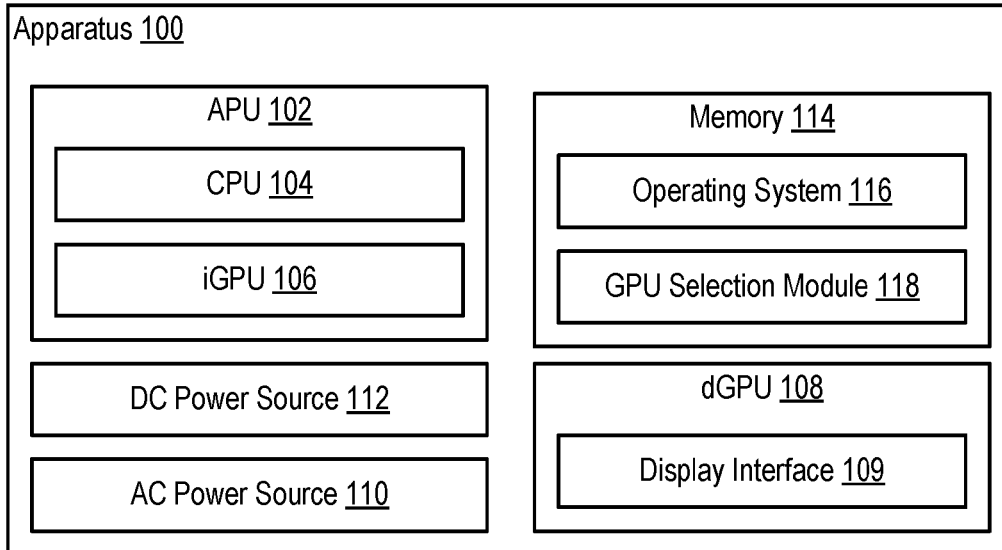 Apparatus 100
APU 102
CPU 104
iGPU 106
DC Power Source 112
AC Power Source 110
Memory 114
Operating System 116
GPU Selection Module 118
dGPU 108
Display Interface 109